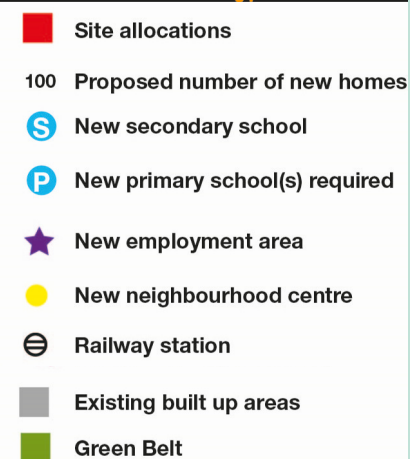 Site allocations
100 Proposed number of new homes
S New secondary school
P New primary school(s) required
New employment area
New neighbourhood centre
Railway station
Existing built up areas
Green Belt